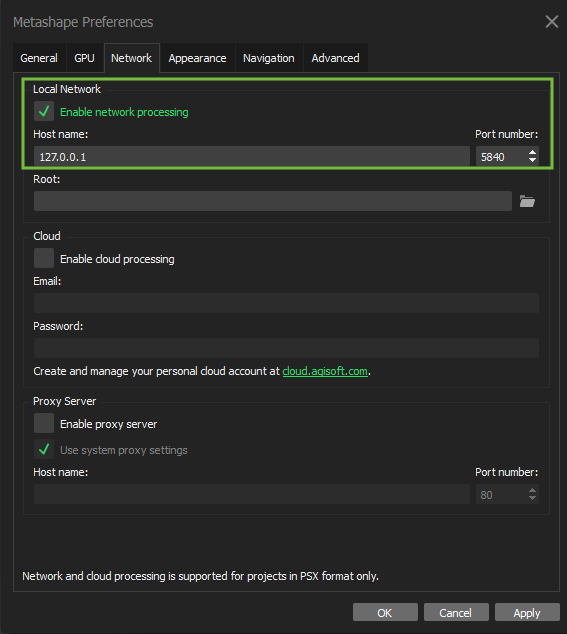 Metashape Preferences
General GPU Network Appearance Navigation Advanced
Local Network
Enable network processing
Host name: Port number:
127.0.0.1 5840
Root:
Cloud
Enable cloud processing
Email:
Password:
Create and manage your personal cloud account at cloud.agisoft.com.
Proxy Server
Enable proxy server
Use system proxy settings
Host name: Port number:
80
Network and cloud processing is supported for projects in PSX format only.
OK Cancel Apply